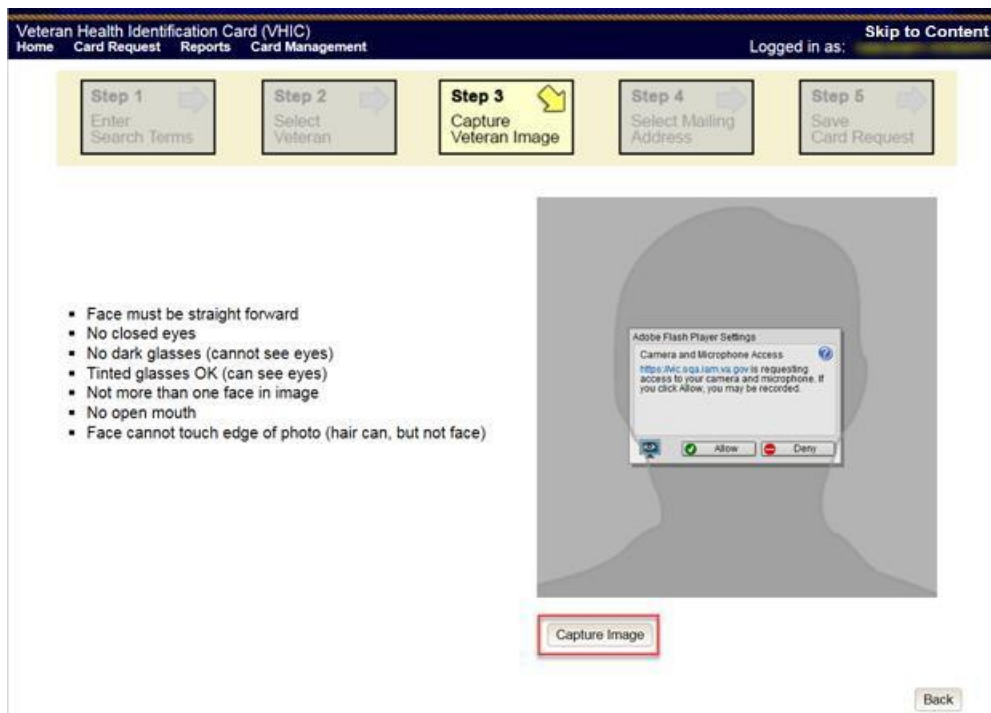 Veteran Health Identification Card (VHIC)
Skip to Content
Home Card Request Reports Card Management
Logged in as:
Step 1
Enter
Search Terms
Step 2
Select
Veteran
Step 3
Capture
Veteran Image
Step 4
Select Mailing
Address
Step 5
Save
Card Request
Face must be straight forward
No closed eyes
No dark glasses (cannot see eyes)
Tinted glasses OK (can see eyes)
Not more than one face in image
No open mouth
Face cannot touch edge of photo (hair can, but not face)
Adobe Flash Player Settings
Camera and Microphone Access
https://vic.sqa.iam.va.gov is requesting
access to your camera and microphone. If
you click Allow, you may be recorded.
Allow Deny
Capture Image
Back